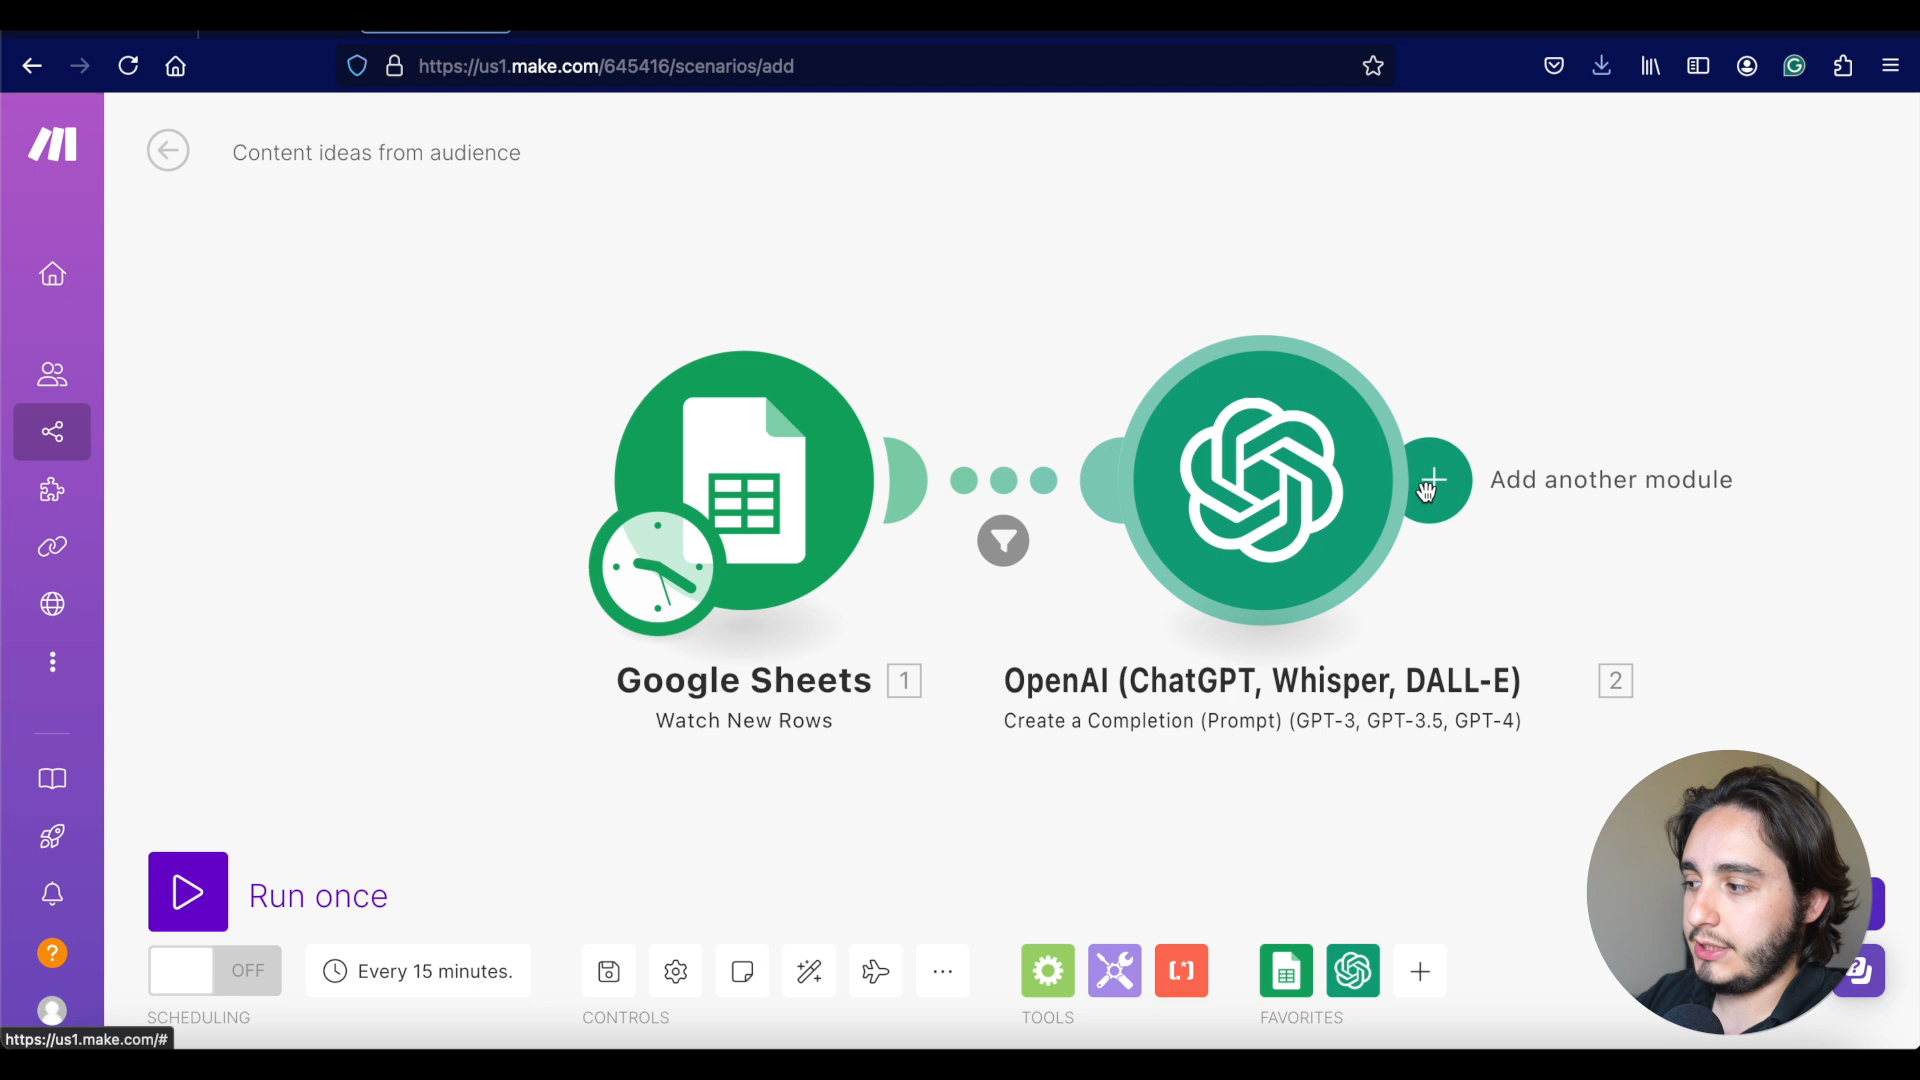 https://us1.make.com/645416/scenarios/add
Content ideas from audience
Add another module
Google Sheets 1
Watch New Rows
OpenAI (ChatGPT, Whisper, DALL-E) 2
Create a Completion (Prompt) (GPT-3, GPT-3.5, GPT-4)
Run once
OFF
Every 15 minutes.
SCHEDULING
CONTROLS
TOOLS
FAVORITES
https://us1.make.com/#